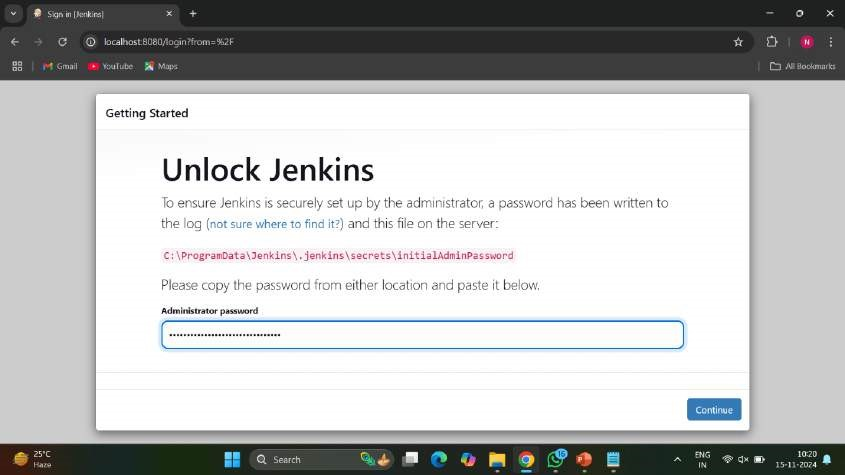 Sign in [Jenkins]
localhost:8080/login?from=%2F
N
Gmail
YouTube
Maps
All Bookmarks
Getting Started
Unlock Jenkins
To ensure Jenkins is securely set up by the administrator, a password has been written to
the log (not sure where to find it?) and this file on the server:
C:\ProgramData\Jenkins\.jenkins\secrets\initialAdminPassword
Please copy the password from either location and paste it below.
Administrator password
••••••••••••••••••••••••••••••••
Continue
25°C
Haze
Search
15
ENG
IN
10:20
15-11-2024